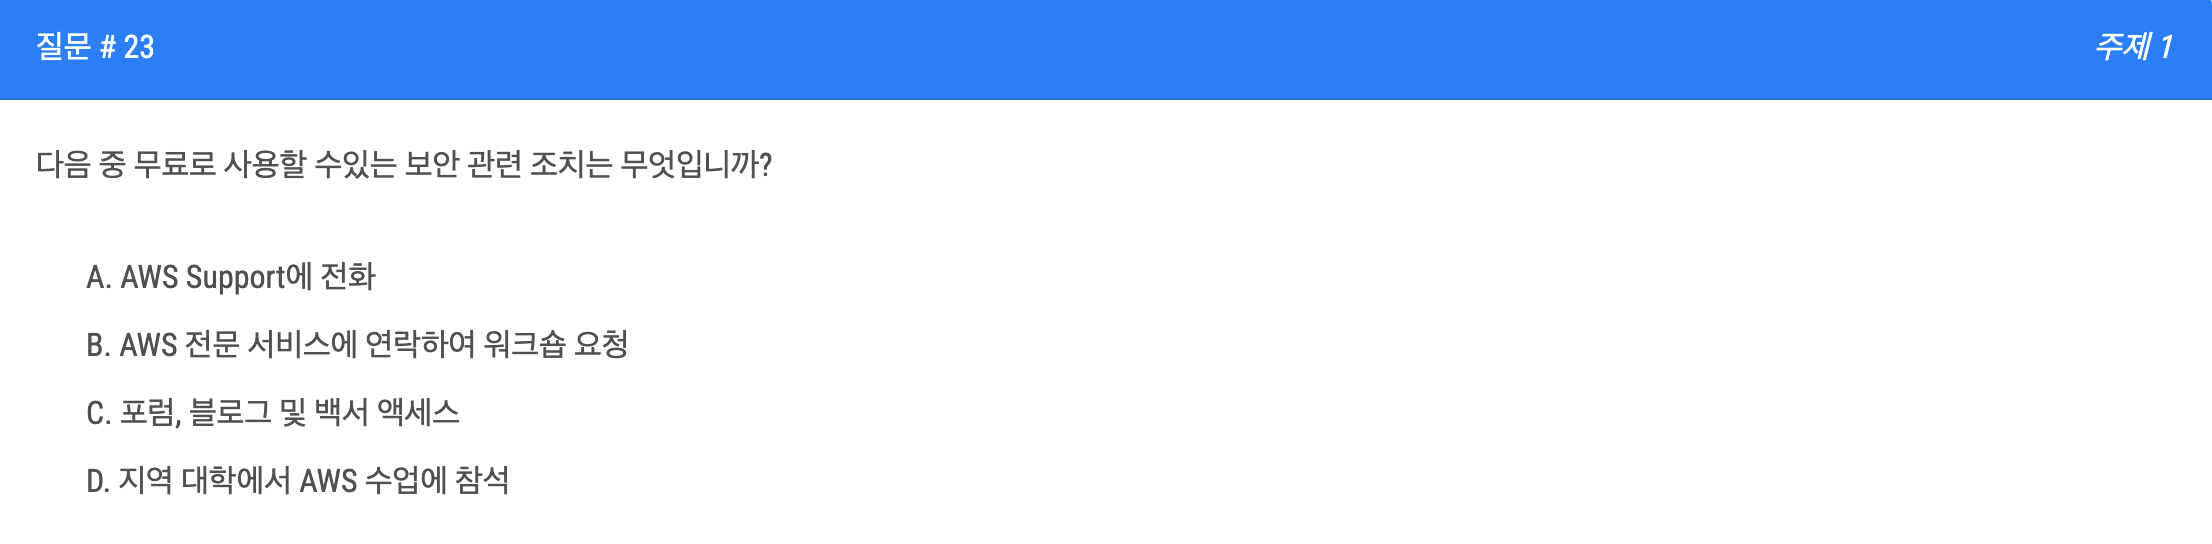 질문 # 23
주제 1
다음 중 무료로 사용할 수있는 보안 관련 조치는 무엇입니까?
A. AWS Support에 전화
B. AWS 전문 서비스에 연락하여 워크숍 요청
C. 포럼, 블로그 및 백서 액세스
D. 지역 대학에서 AWS 수업에 참석